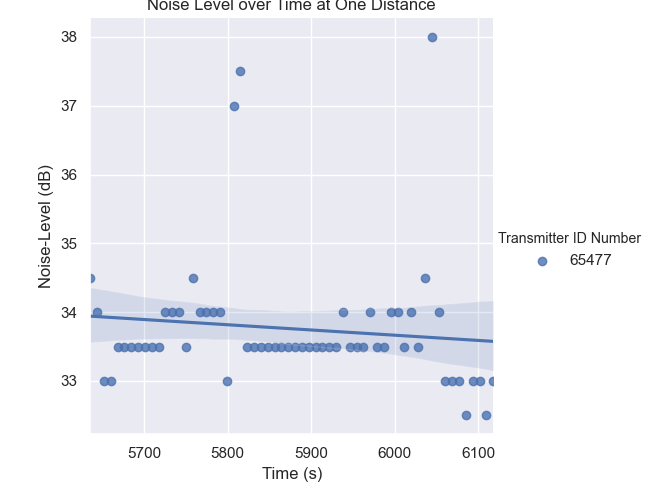 Noise Level over Time at One Distance
38
37
36
35
34
33
Noise-Level (dB)
5700 5800 5900 6000 6100
Time (s)
Transmitter ID Number
65477